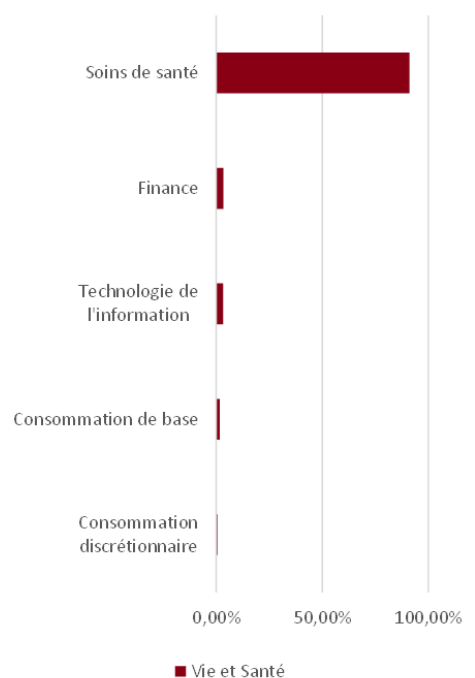 Soins de santé
Finance
Technologie de
l'information
Consommation de base
Consommation
discrétionnaire
0,00% 50,00% 100,00%
Vie et Santé